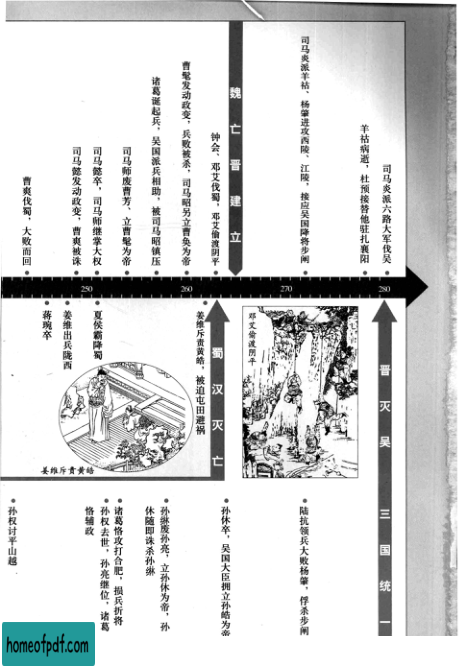 司马炎派六路大军伐吴
羊祜病逝，杜预接替他驻扎襄阳
司马炎派羊祜、杨肇进攻西陵、江陵，接应吴国降将步阐
魏亡晋建立
钟会、邓艾伐蜀，邓艾偷渡阴平
曹髦发动政变，兵败被杀，司马昭另立曹奂为帝
诸葛诞起兵，吴国派兵相助，被司马昭镇压
司马师废曹芳，立曹髦为帝
司马懿卒，司马师继掌大权
司马懿发动政变，曹爽被诛
曹爽伐蜀，大败而回
250
260
270
280
晋灭吴 三国统一
邓艾偷渡阴平
蜀汉灭亡
姜维斥责黄皓，被迫屯田避祸
夏侯霸降蜀
姜维出兵陇西
蒋琬卒
姜维斥责黄皓
陆抗领兵大败杨肇，俘杀步阐
孙休卒，吴国大臣拥立孙皓为帝
孙綝废孙亮，立孙休为帝，孙
休随即诛杀孙綝
诸葛恪攻打合肥，损兵折将
孙权去世，孙亮继位，诸葛
恪辅政
孙权讨平山越
homeofpdf.com